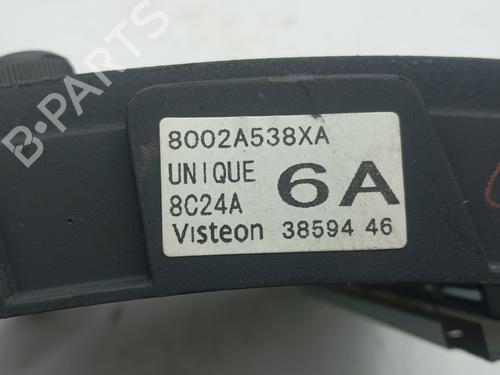 8002A538XA
UNIQUE
8C24A
6A
Visteon 38594 46
B-PARTS